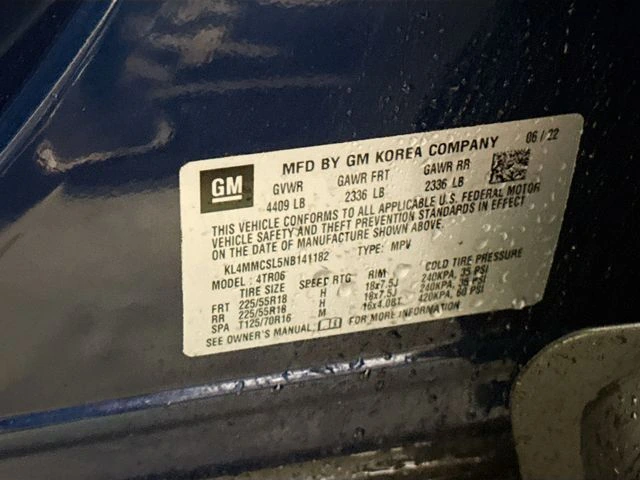 GM
MFD BY GM KOREA COMPANY 06 / 22
GVWR GAWR FRT GAWR RR
4409 LB 2336 LB 2336 LB
THIS VEHICLE CONFORMS TO ALL APPLICABLE U.S. FEDERAL MOTOR
VEHICLE SAFETY AND THEFT PREVENTION STANDARDS IN EFFECT
ON THE DATE OF MANUFACTURE SHOWN ABOVE.
KL4MMCSL5NB141182 TYPE: MPV
MODEL: 4TR06
TIRE SIZE SPEED RTG RIM COLD TIRE PRESSURE
FRT 225/55R18 H 18x7.5J 240KPA, 35 PSI
RR 225/55R18 H 18x7.5J 240KPA, 35 PSI
SPA T125/70R16 M 16x4.0BT 420KPA, 60 PSI
SEE OWNER'S MANUAL, FOR MORE INFORMATION